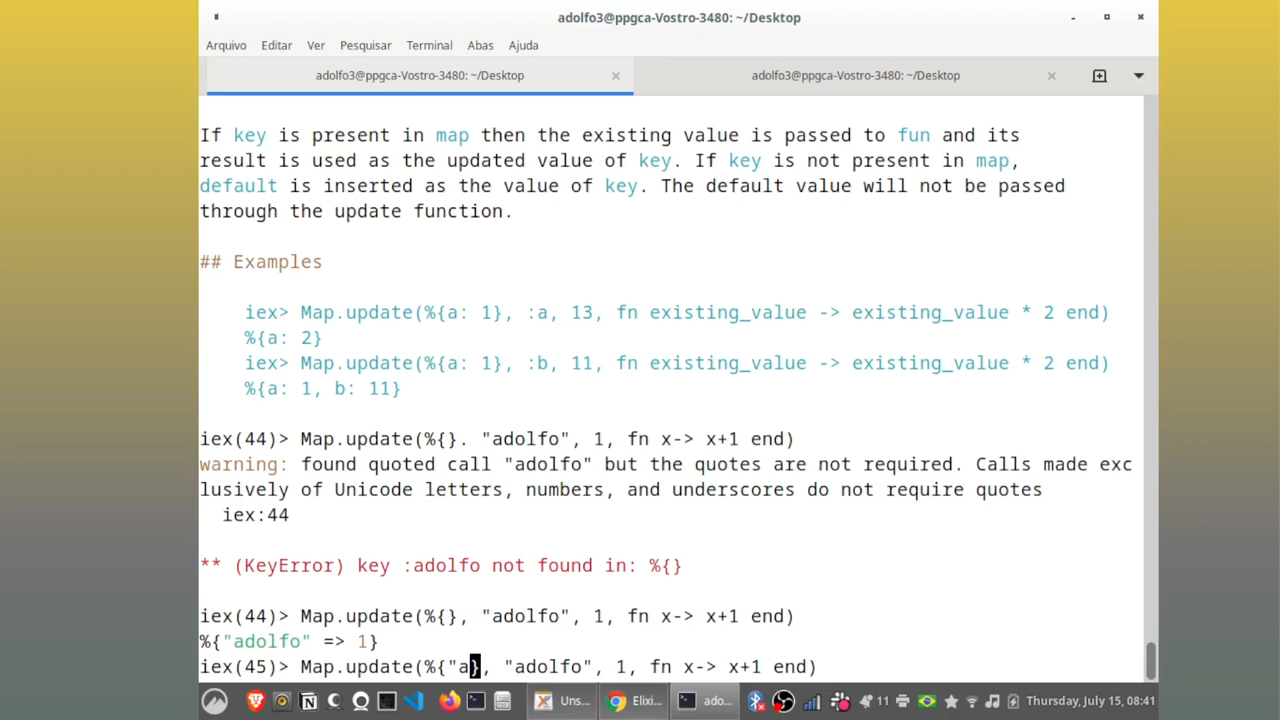 adolfo3@ppgca-Vostro-3480: ~/Desktop
Arquivo Editar Ver Pesquisar Terminal Abas Ajuda
adolfo3@ppgca-Vostro-3480: ~/Desktop adolfo3@ppgca-Vostro-3480: ~/Desktop
If key is present in map then the existing value is passed to fun and its
result is used as the updated value of key. If key is not present in map,
default is inserted as the value of key. The default value will not be passed
through the update function.
## Examples
iex> Map.update(%{a: 1}, :a, 13, fn existing_value -> existing_value * 2 end)
%{a: 2}
iex> Map.update(%{a: 1}, :b, 11, fn existing_value -> existing_value * 2 end)
%{a: 1, b: 11}
iex(44)> Map.update(%{}. "adolfo", 1, fn x-> x+1 end)
warning: found quoted call "adolfo" but the quotes are not required. Calls made exc
lusively of Unicode letters, numbers, and underscores do not require quotes
iex:44
** (KeyError) key :adolfo not found in: %{}
iex(44)> Map.update(%{}, "adolfo", 1, fn x-> x+1 end)
%{"adolfo" => 1}
iex(45)> Map.update(%{"a}, "adolfo", 1, fn x-> x+1 end)
Uns... Elixi... ado... 11 Thursday, July 15, 08:41